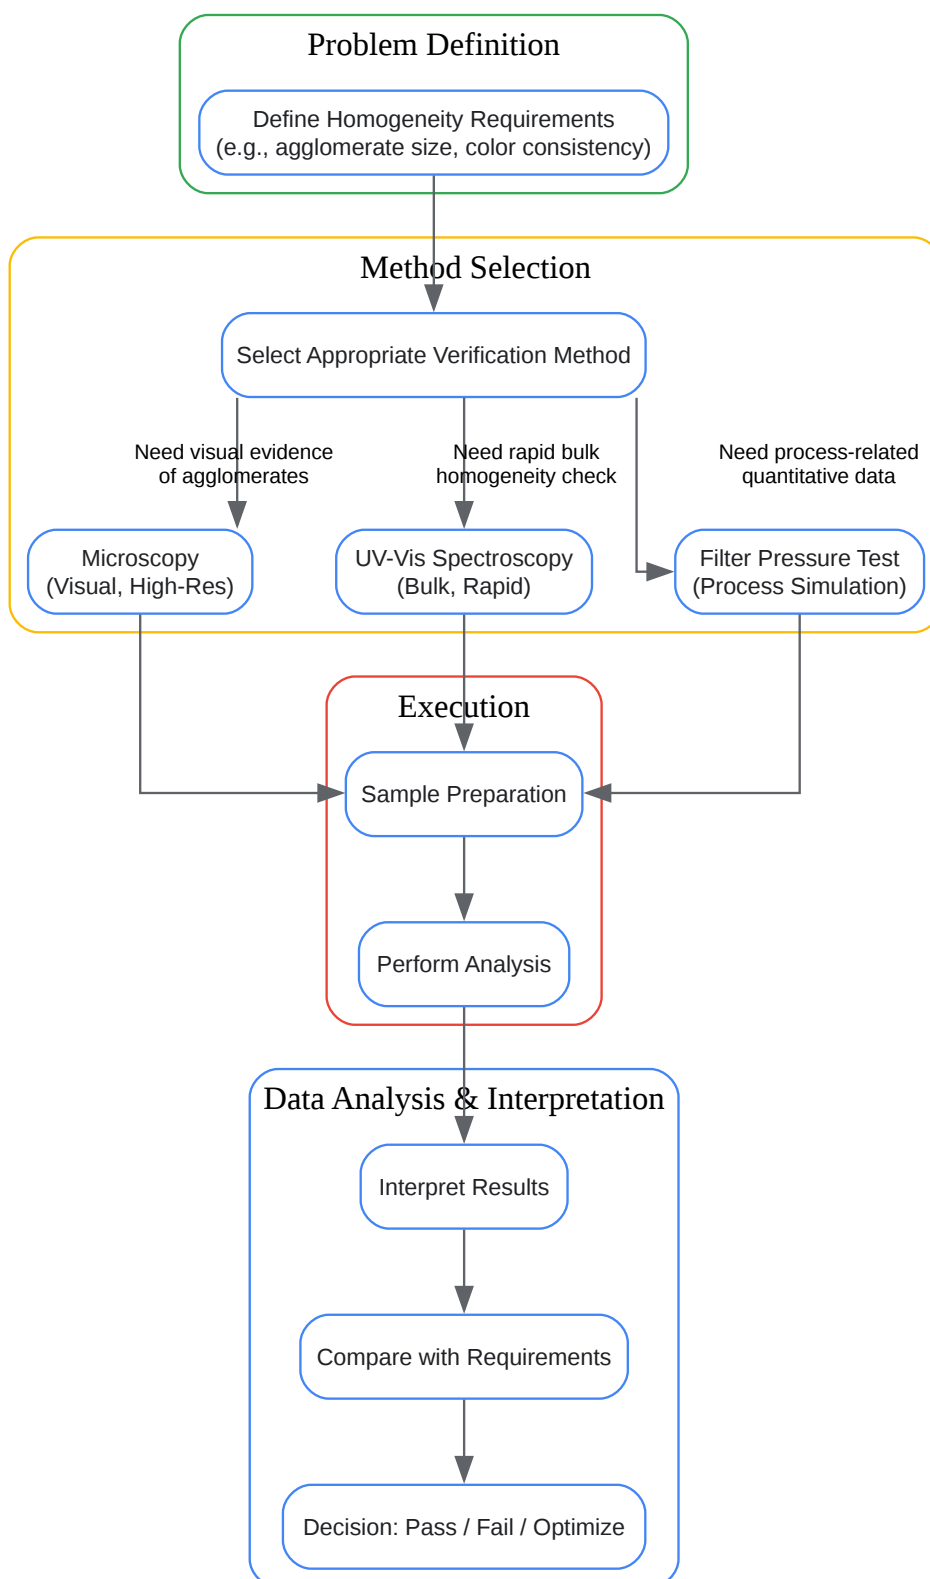 Problem Definition
Define Homogeneity Requirements
(e.g., agglomerate size, color consistency)
Method Selection
Select Appropriate Verification Method
Need visual evidence
of agglomerates
Need rapid bulk
homogeneity check
Need process-related
quantitative data
Microscopy
(Visual, High-Res)
UV-Vis Spectroscopy
(Bulk, Rapid)
Filter Pressure Test
(Process Simulation)
Execution
Sample Preparation
Perform Analysis
Data Analysis & Interpretation
Interpret Results
Compare with Requirements
Decision: Pass / Fail / Optimize